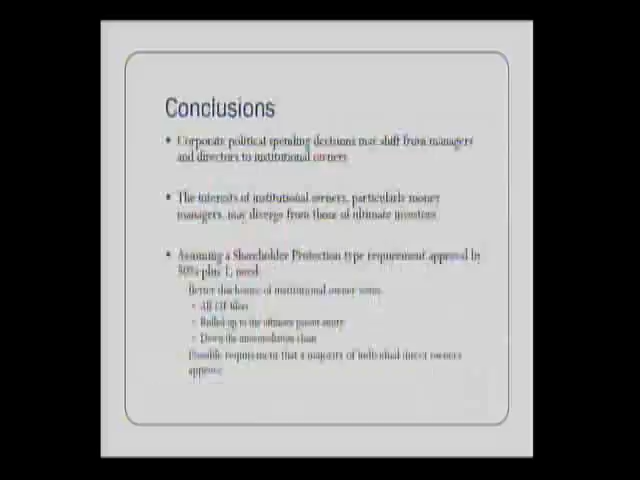 Conclusions
• Corporate political spending decisions may shift from managers
and directors to institutional owners
• The interests of institutional owners, particularly money
managers, may diverge from those of ultimate investors
• Assuming a Shareholder Protection type requirement approval by
50% plus 1, need
Better disclosure of institutional owner votes
• All 13F filers
• Rolled up to the ultimate parent entity
• Down the intermediation chain
Possible requirement that a majority of individual direct owners
approve